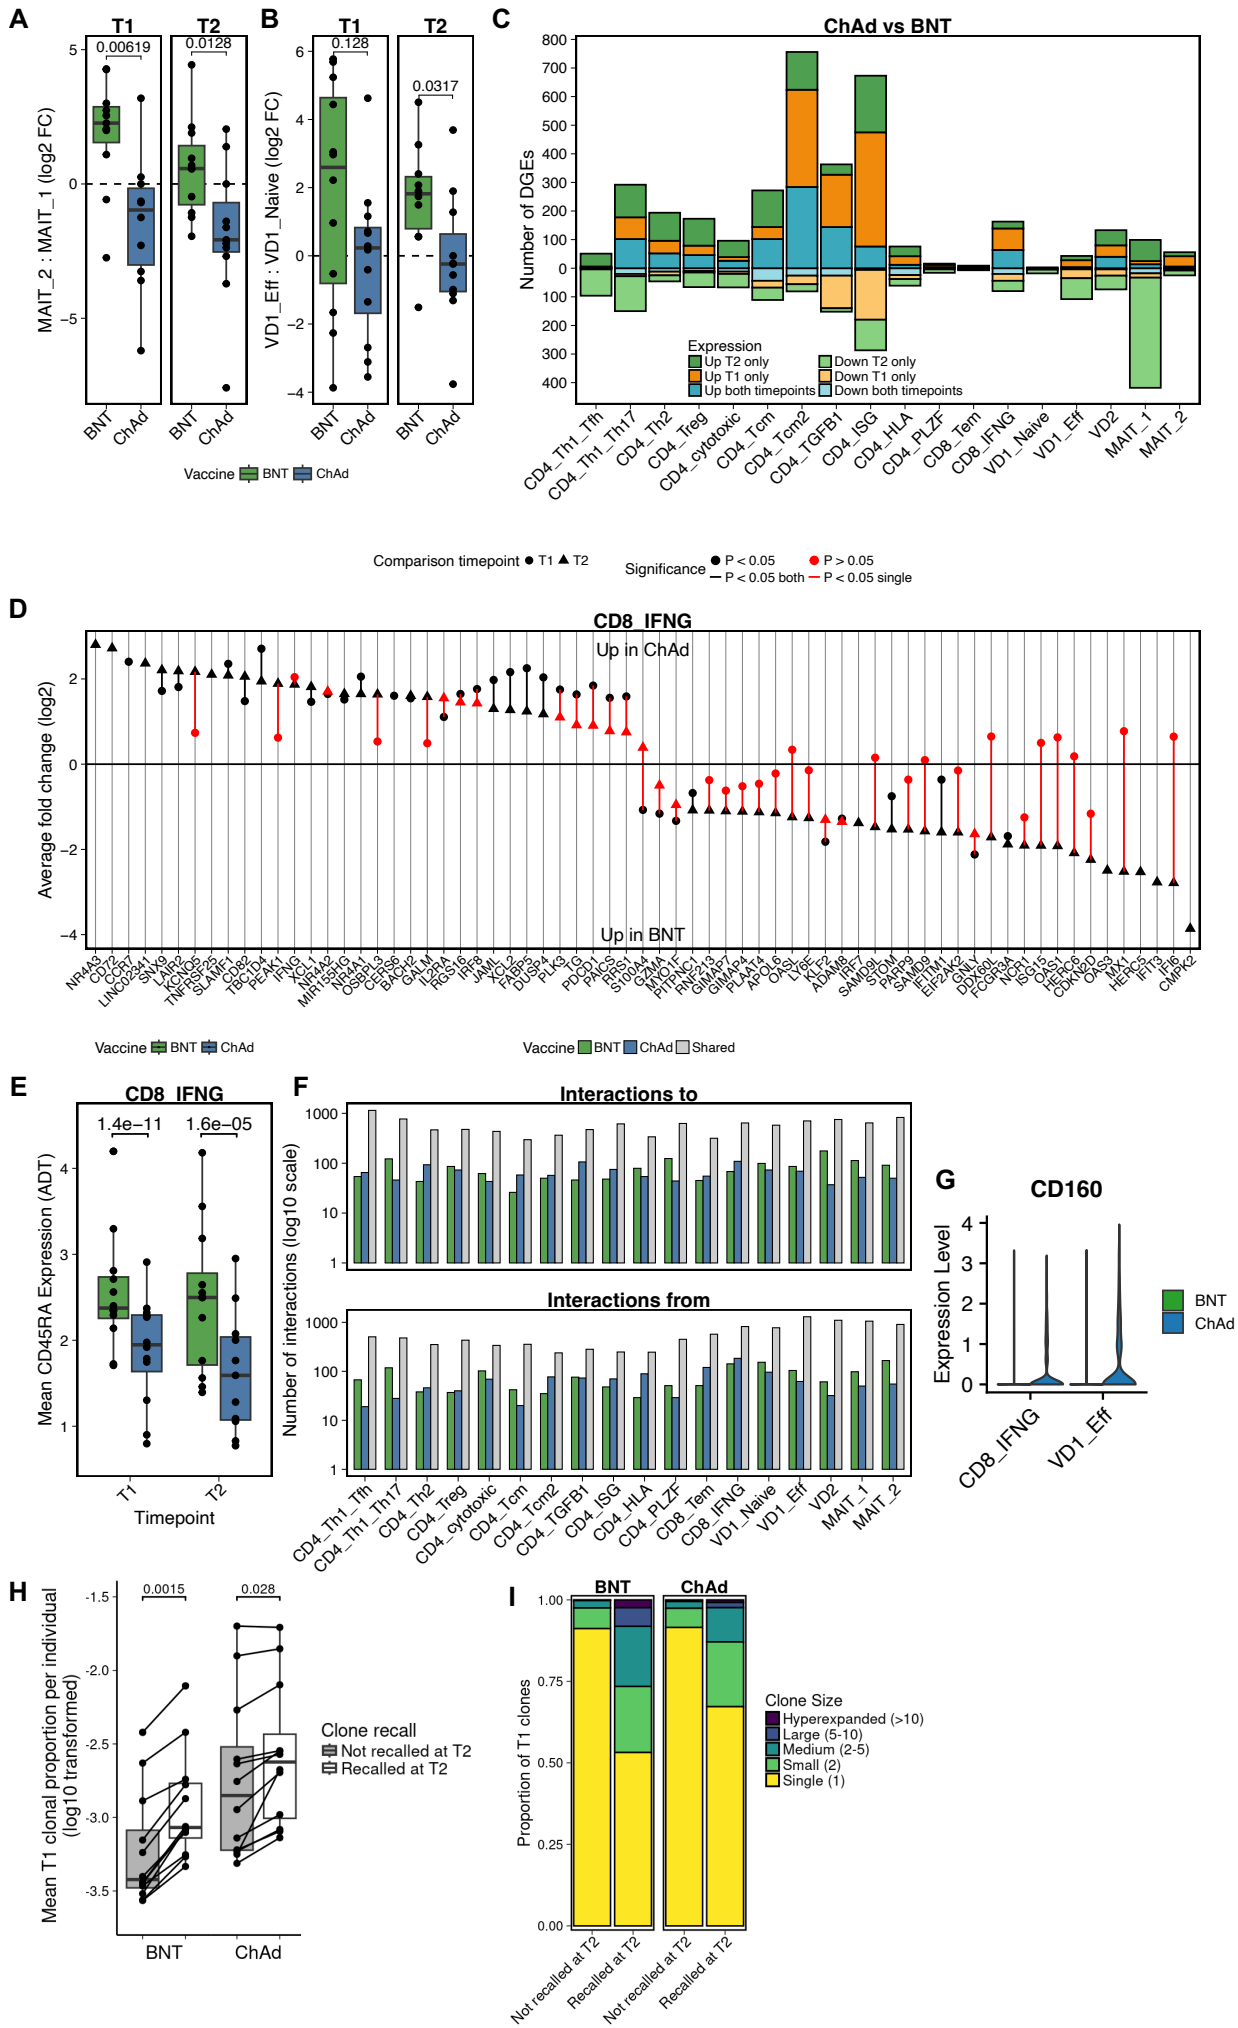 A
T1
T2
0.00619
0.0128
MAIT_2 : MAIT_1 (log2 FC)
5
0
−5
BNT
ChAd
BNT
ChAd
B
T1
T2
0.128
0.0317
VD1_Eff : VD1_Naive (log2 FC)
6
4
2
0
−2
−4
BNT
ChAd
BNT
ChAd
Vaccine BNT ChAd
C
ChAd vs BNT
Number of DGEs
800
700
600
500
400
300
200
100
0
100
200
300
400
Expression
Up T2 only
Up T1 only
Up both timepoints
Down T2 only
Down T1 only
Down both timepoints
CD4_Th1_Tfh
CD4_Th1_Th17
CD4_Th2
CD4_Treg
CD4_cytotoxic
CD4_Tcm
CD4_Tcm2
CD4_TGFB1
CD4_ISG
CD4_HLA
CD4_PLZF
CD8_Tem
CD8_IFNG
VD1_Naive
VD1_Eff
VD2
MAIT_1
MAIT_2
Comparison timepoint T1 T2
Significance P < 0.05 P > 0.05
P < 0.05 both P < 0.05 single
D
CD8_IFNG
Up in ChAd
Up in BNT
Average fold change (log2)
2
0
−2
−4
NR4A3
CD72
CCR7
LINC02341
SNX9
LAIR2
KCNQ5
TNFRSF25
SLAMF1
CD82
TBC1D4
PEAK1
IFNG
XCL1
NR4A2
MIR155HG
NR4A1
OSBPL3
CERS6
BACH2
GALM
IL2RA
RGS16
IRF8
JAML
XCL2
FABP5
DUSP4
PLK3
TG
PDCD1
PAICS
RRS1
S100A4
GZMA
MYO1F
PITPNC1
RNF213
GIMAP7
GIMAP4
PLAAT4
APOL6
OASL
LY6E
KLF2
ADAM8
IRF7
SAMD9L
STOM
PARP9
SAMD9
IFITM1
EIF2AK2
GNLY
DDX60L
FCGR3A
NCR1
ISG15
OAS1
HERC6
CDKN2D
OAS3
MX1
HERC5
IFIT3
IFI6
CMPK2
Vaccine BNT ChAd
E
CD8_IFNG
1.4e−11
1.6e−05
Mean CD45RA Expression (ADT)
4
3
2
1
T1
T2
Timepoint
Vaccine BNT ChAd Shared
F
Interactions to
1000
100
10
1
Number of interactions (log10 scale)
Interactions from
1000
100
10
1
CD4_Th1_Tfh
CD4_Th1_Th17
CD4_Th2
CD4_Treg
CD4_cytotoxic
CD4_Tcm
CD4_Tcm2
CD4_TGFB1
CD4_ISG
CD4_HLA
CD4_PLZF
CD8_Tem
CD8_IFNG
VD1_Naive
VD1_Eff
VD2
MAIT_1
MAIT_2
G
CD160
Expression Level
4
3
2
1
0
CD8_IFNG
VD1_Eff
BNT
ChAd
H
0.0015
0.028
Mean T1 clonal proportion per individual
(log10 transformed)
-1.5
-2.0
-2.5
-3.0
-3.5
BNT
ChAd
Clone recall
Not recalled at T2
Recalled at T2
I
BNT
ChAd
Proportion of T1 clones
1.00
0.75
0.50
0.25
0.00
Not recalled at T2
Recalled at T2
Not recalled at T2
Recalled at T2
Clone Size
Hyperexpanded (>10)
Large (5-10)
Medium (2-5)
Small (2)
Single (1)